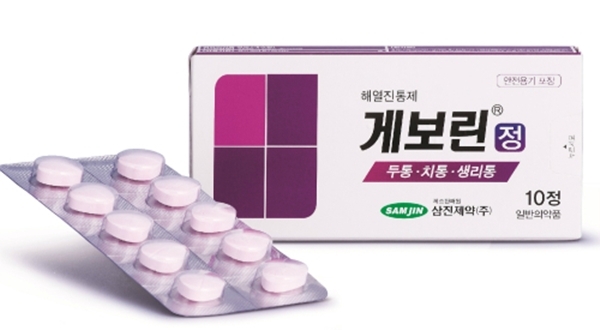 안전용기 포장
해열진통제
게보린® 정
두통·치통·생리통
SAMJIN 삼진제약(주)
10정
일반의약품